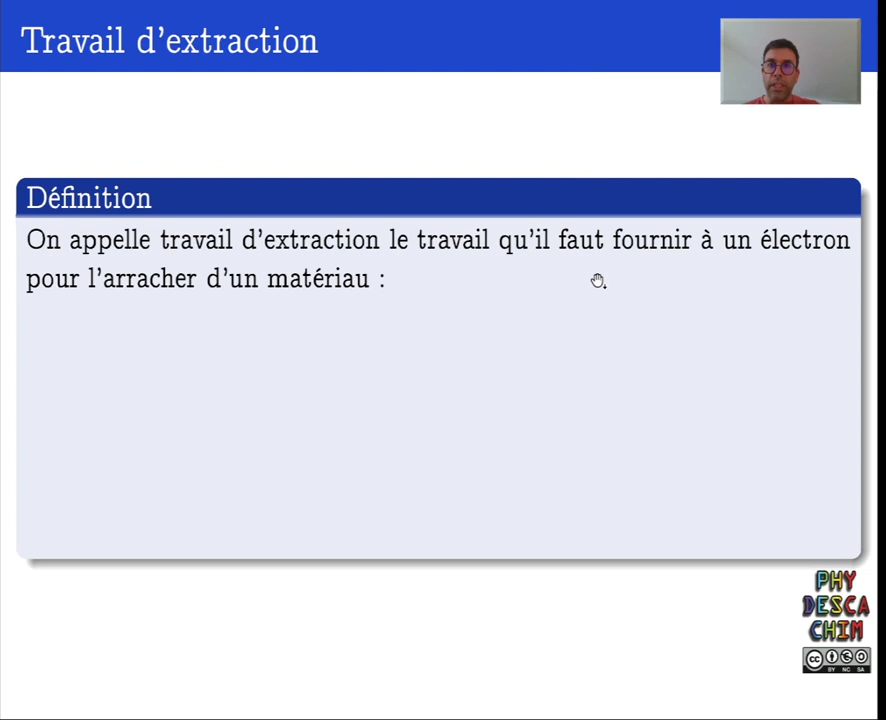 Travail d'extraction
Définition
On appelle travail d'extraction le travail qu'il faut fournir à un électron
pour l'arracher d'un matériau :
PHY
DESCA
CHIM
CC
BY NC SA